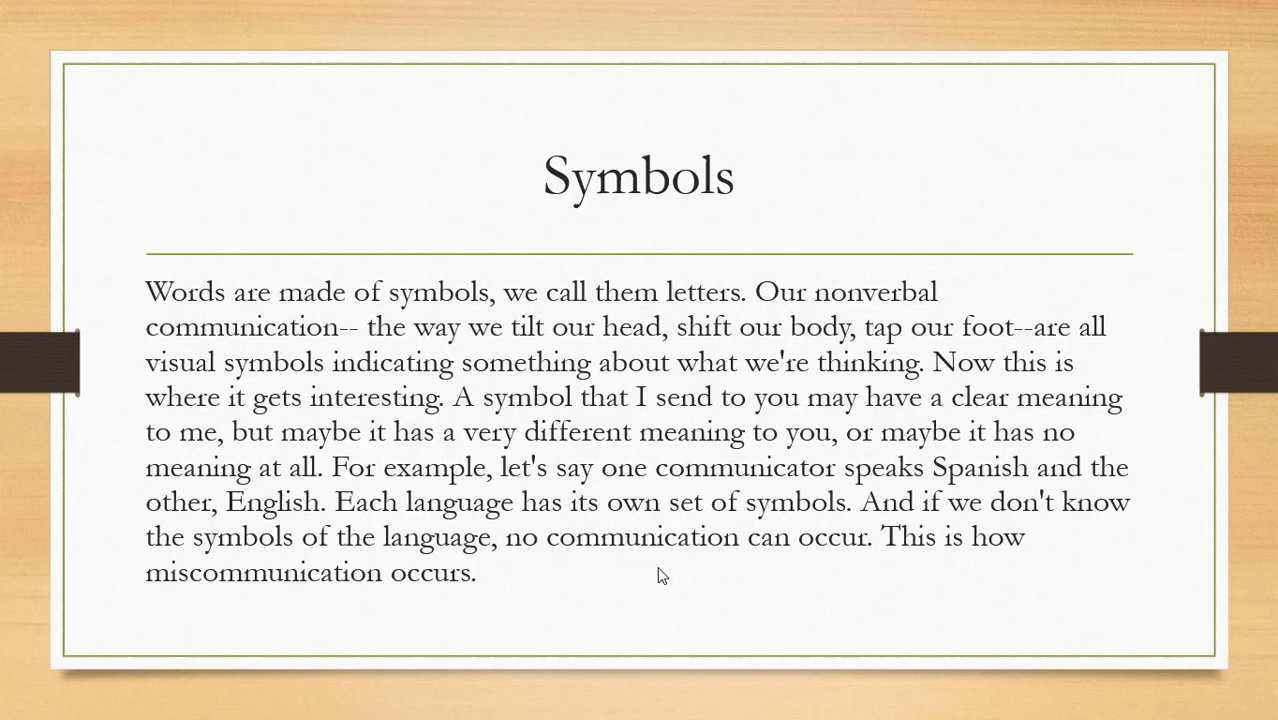 Symbols
Words are made of symbols, we call them letters. Our nonverbal
communication-- the way we tilt our head, shift our body, tap our foot--are all
visual symbols indicating something about what we're thinking. Now this is
where it gets interesting. A symbol that I send to you may have a clear meaning
to me, but maybe it has a very different meaning to you, or maybe it has no
meaning at all. For example, let's say one communicator speaks Spanish and the
other, English. Each language has its own set of symbols. And if we don't know
the symbols of the language, no communication can occur. This is how
miscommunication occurs.